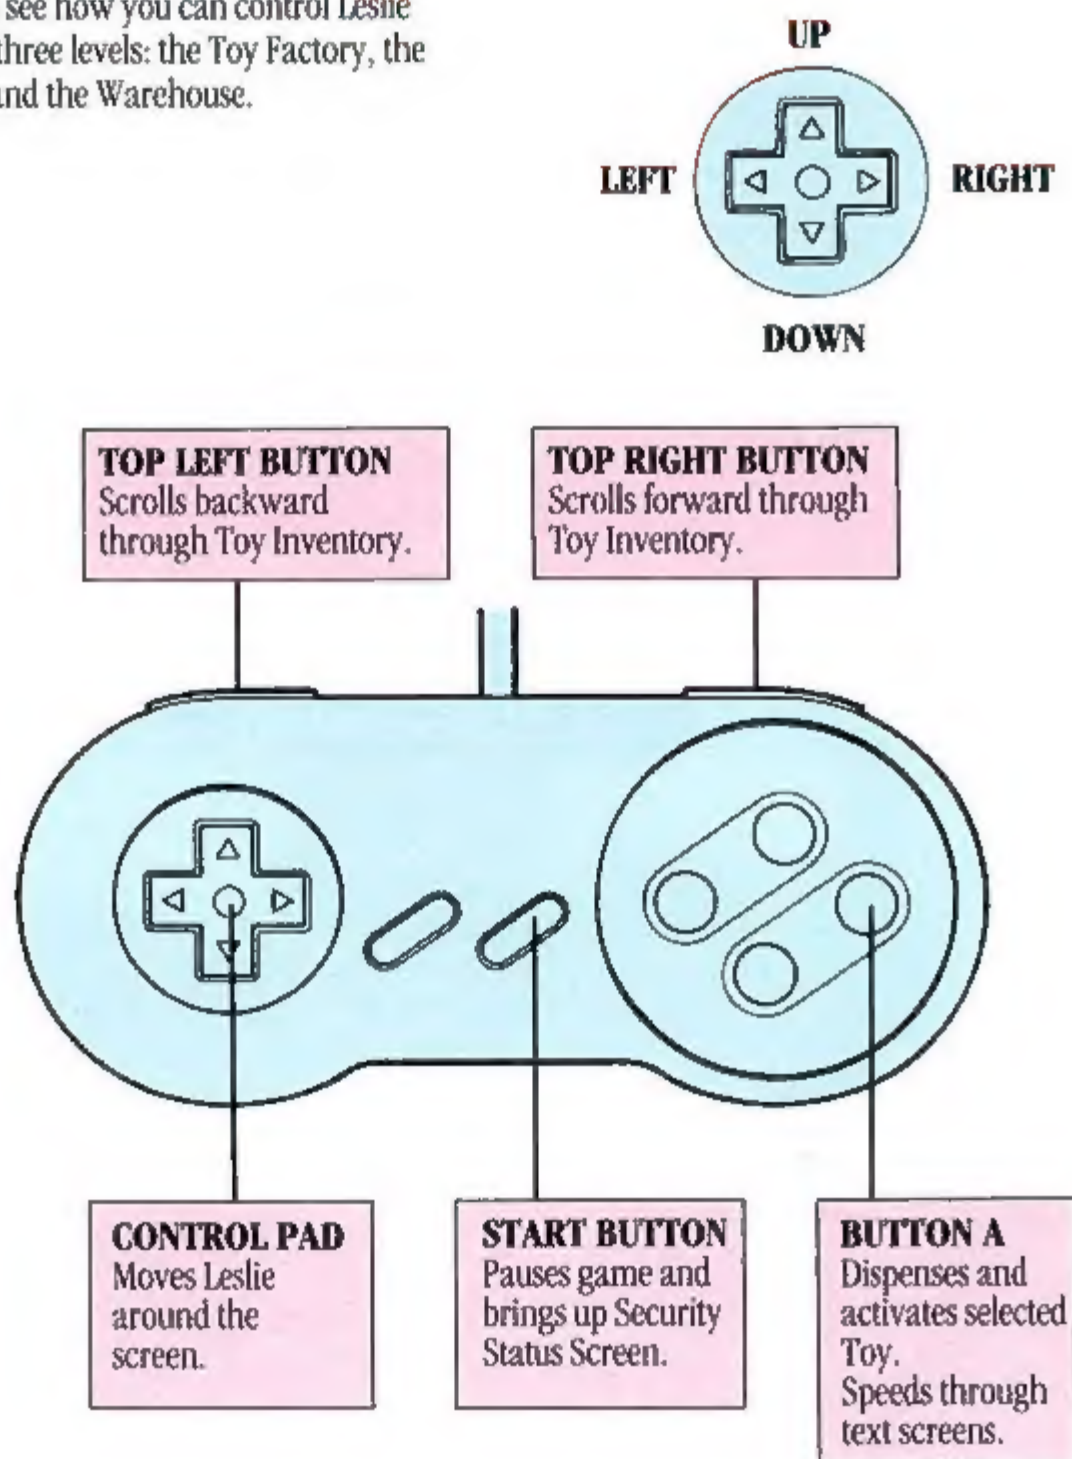 see how you can control Leslie
three levels: the Toy Factory, the
and the Warehouse.
UP
LEFT
RIGHT
DOWN
TOP LEFT BUTTON
Scrolls backward
through Toy Inventory.
TOP RIGHT BUTTON
Scrolls forward through
Toy Inventory.
CONTROL PAD
Moves Leslie
around the
screen.
START BUTTON
Pauses game and
brings up Security
Status Screen.
BUTTON A
Dispenses and
activates selected
Toy.
Speeds through
text screens.